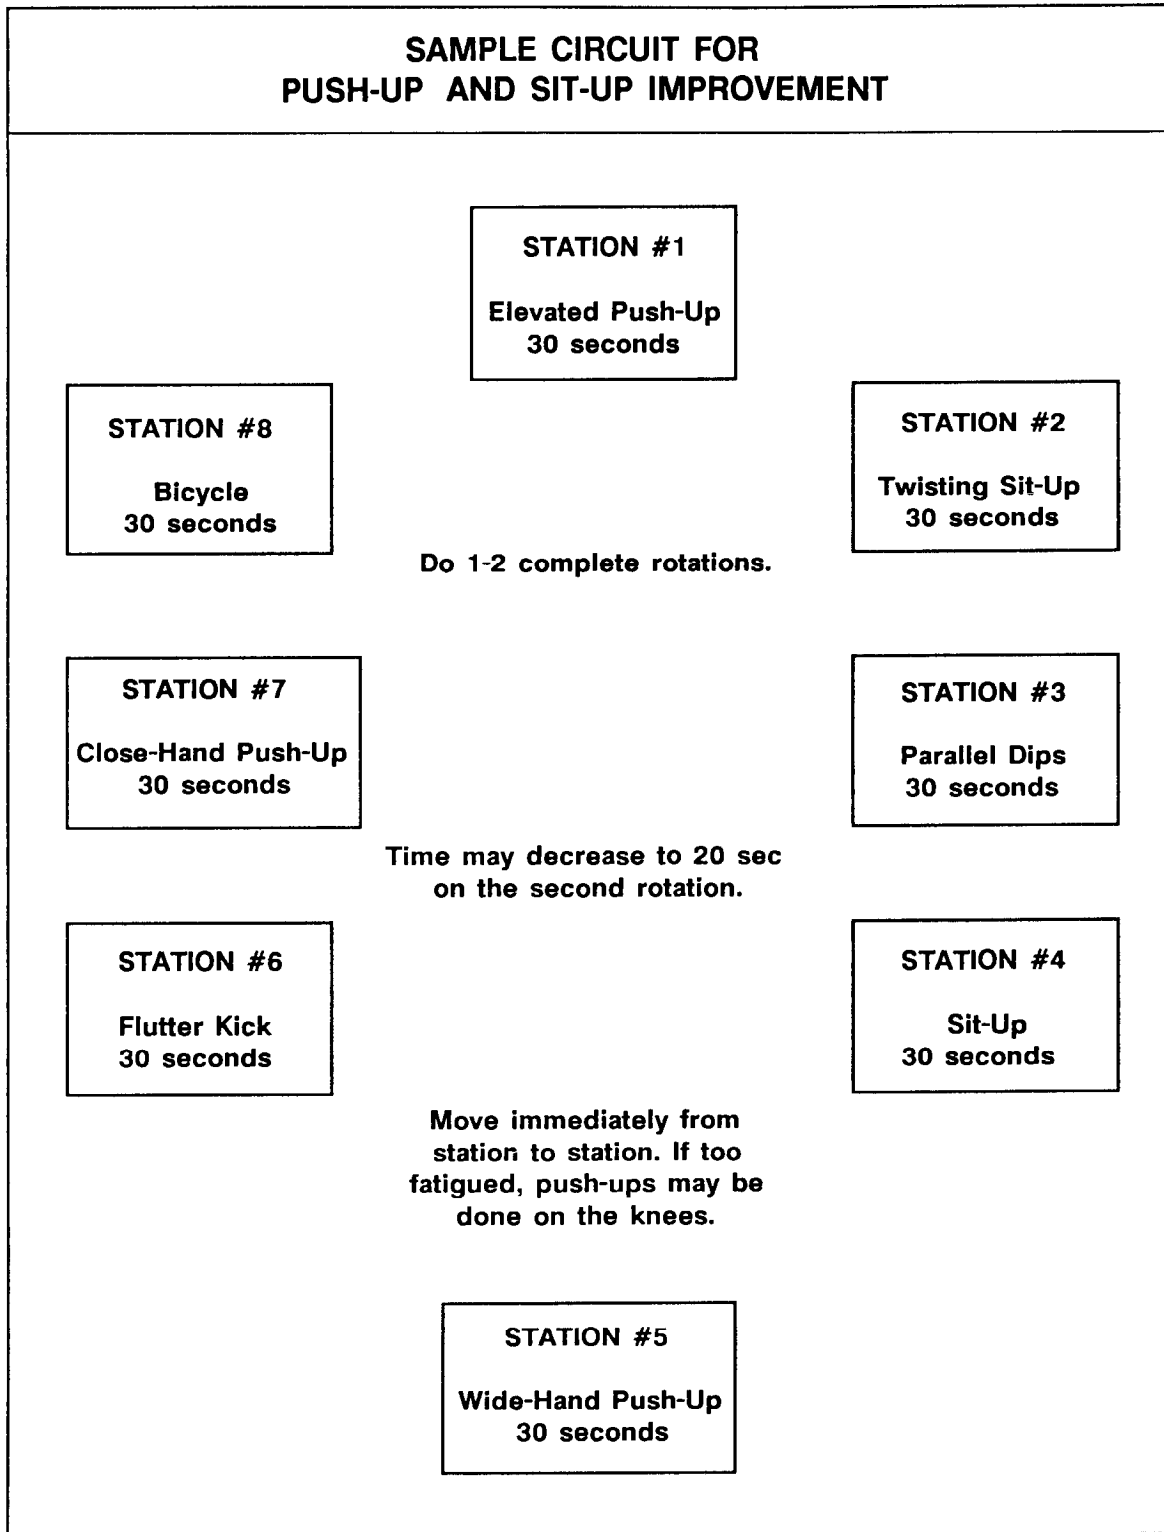 SAMPLE CIRCUIT FOR
PUSH-UP AND SIT-UP IMPROVEMENT
STATION #1
Elevated Push-Up
30 seconds
STATION #2
Twisting Sit-Up
30 seconds
STATION #3
Parallel Dips
30 seconds
STATION #4
Sit-Up
30 seconds
STATION #5
Wide-Hand Push-Up
30 seconds
STATION #6
Flutter Kick
30 seconds
STATION #7
Close-Hand Push-Up
30 seconds
STATION #8
Bicycle
30 seconds
Do 1-2 complete rotations.
Time may decrease to 20 sec
on the second rotation.
Move immediately from
station to station. If too
fatigued, push-ups may be
done on the knees.